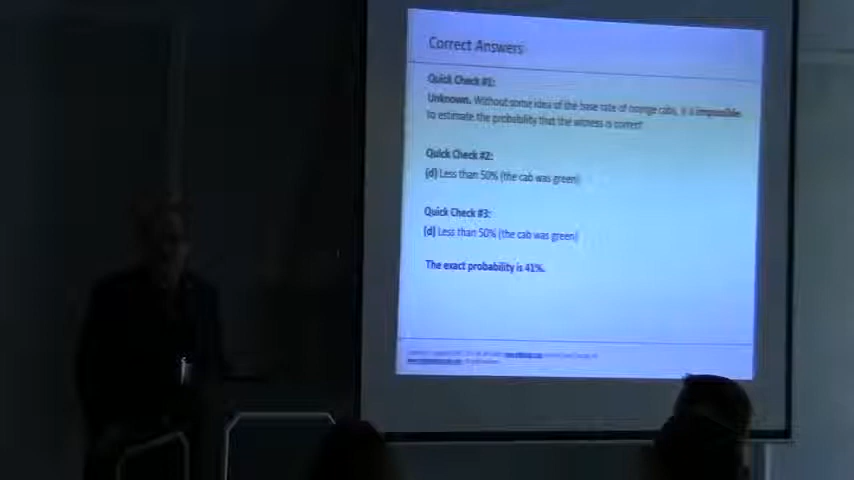 Correct Answers
Quick Check #1:
Unknown. Without some idea of the base rate of orange cabs, it is impossible
to estimate the probability that the witness is correct!
Quick Check #2:
(d) Less than 50% (the cab was green)
Quick Check #3:
(d) Less than 50% (the cab was green)
The exact probability is 41%.